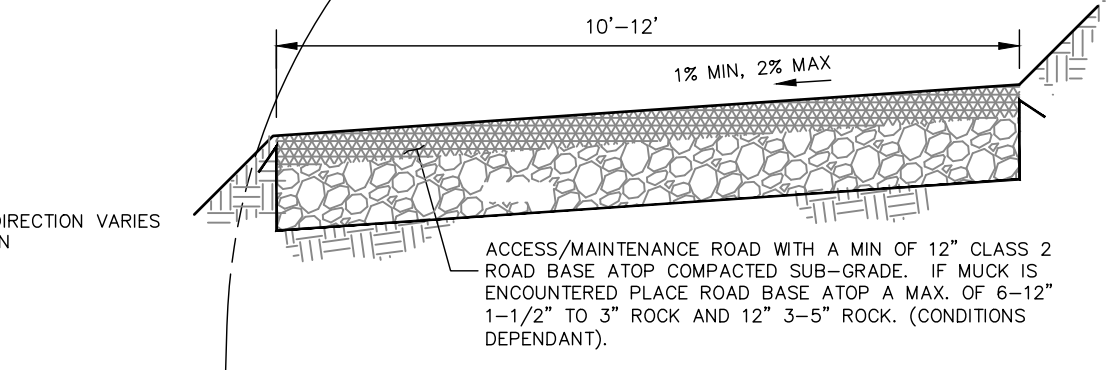 10'-12'
1% MIN, 2% MAX
DIRECTION VARIES
N
ACCESS/MAINTENANCE ROAD WITH A MIN OF 12" CLASS 2
ROAD BASE ATOP COMPACTED SUB-GRADE. IF MUCK IS
ENCOUNTERED PLACE ROAD BASE ATOP A MAX. OF 6-12"
1-1/2" TO 3" ROCK AND 12" 3-5" ROCK. (CONDITIONS
DEPENDANT).